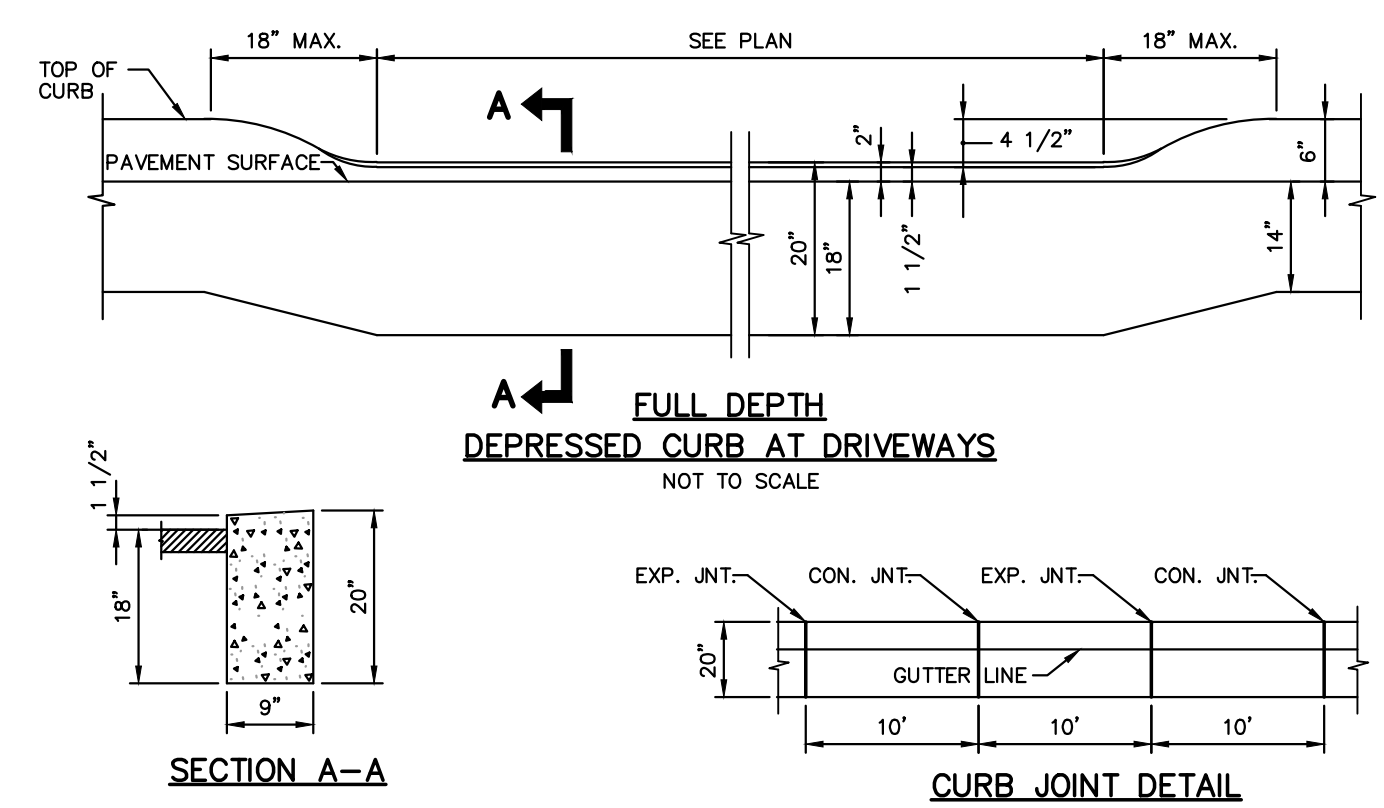 18" MAX.
SEE PLAN
18" MAX.
TOP OF
CURB
A
2"
4 1/2"
6"
PAVEMENT SURFACE
20"
18"
1 1/2"
14"
A
FULL DEPTH
DEPRESSED CURB AT DRIVEWAYS
NOT TO SCALE
1 1/2"
18"
20"
9"
SECTION A-A
EXP. JNT.
CON. JNT.
EXP. JNT.
CON. JNT.
20"
GUTTER LINE
10'
10'
10'
CURB JOINT DETAIL